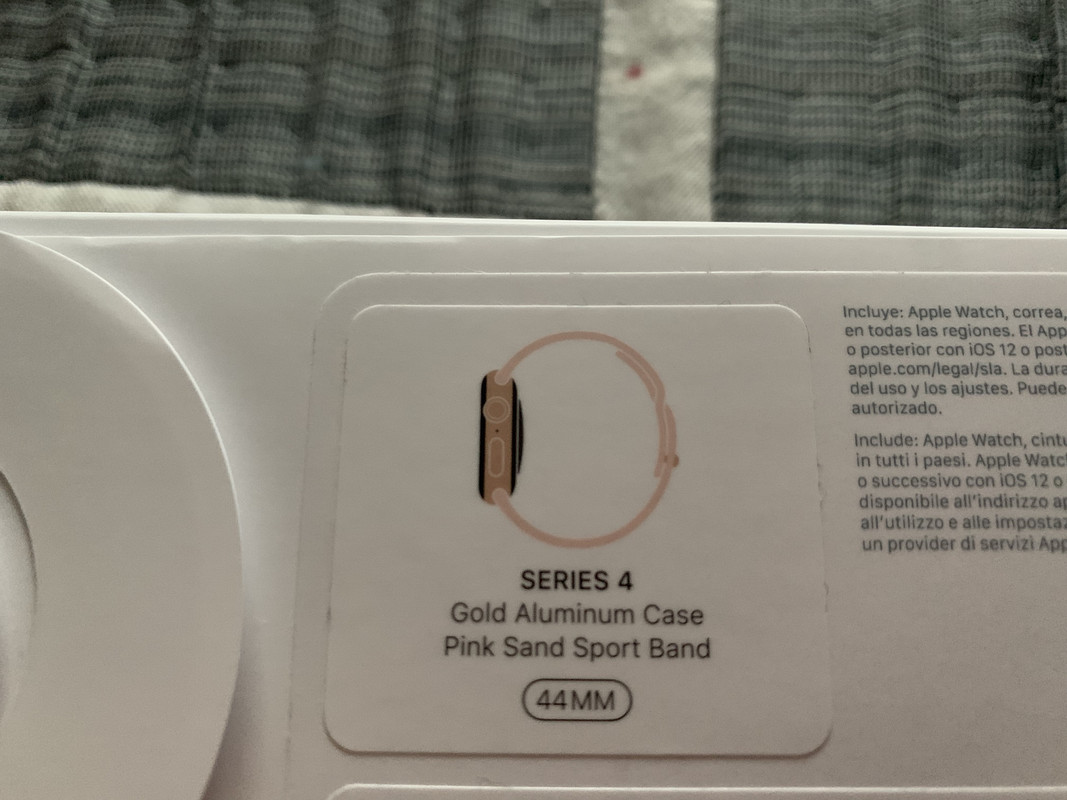 SERIES 4
Gold Aluminum Case
Pink Sand Sport Band
44MM
Incluye: Apple Watch, correa,
en todas las regiones. El App
o posterior con iOS 12 o post
apple.com/legal/sla. La dura
del uso y los ajustes. Puede
autorizado.
Include: Apple Watch, cintu
in tutti i paesi. Apple Watc
o successivo con iOS 12 o
disponibile all'indirizzo ap
all'utilizzo e alle impostaz
un provider di servizi App